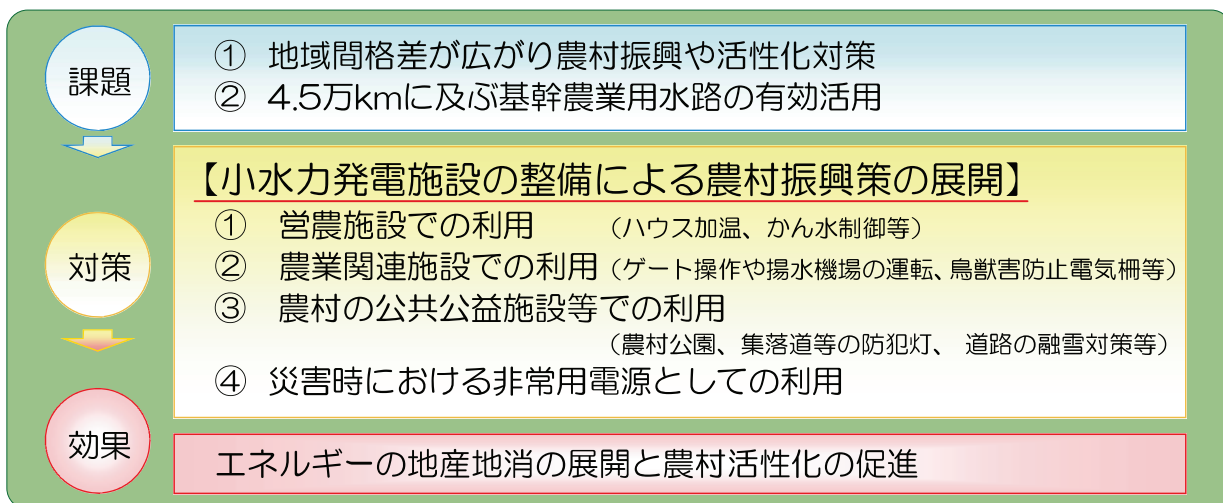 課題
① 地域間格差が広がり農村振興や活性化対策
② 4.5万kmに及ぶ基幹農業用水路の有効活用
対策
【小水力発電施設の整備による農村振興策の展開】
① 営農施設での利用 （ハウス加温、かん水制御等）
② 農業関連施設での利用（ゲート操作や揚水機場の運転、鳥獣害防止電気柵等）
③ 農村の公共公益施設等での利用
（農村公園、集落道等の防犯灯、 道路の融雪対策等）
④ 災害時における非常用電源としての利用
効果
エネルギーの地産地消の展開と農村活性化の促進